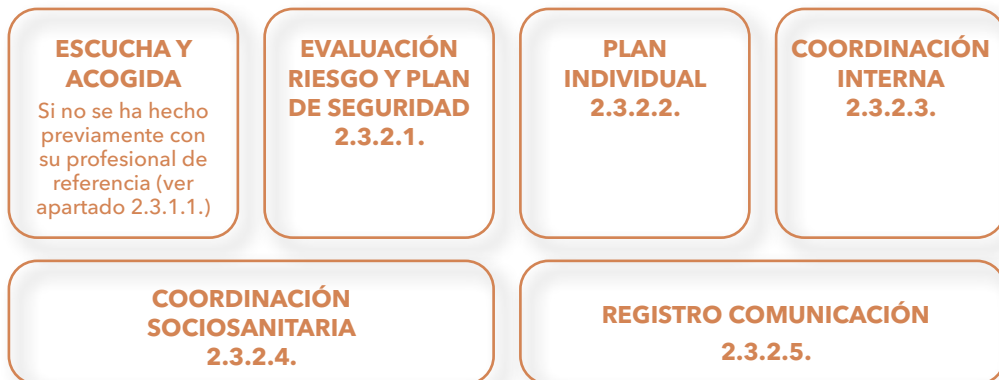 ESCUCHA Y
ACOGIDA
Si no se ha hecho
previamente con
su profesional de
referencia (ver
apartado 2.3.1.1.)
EVALUACIÓN
RIESGO Y PLAN
DE SEGURIDAD
2.3.2.1.
PLAN
INDIVIDUAL
2.3.2.2.
COORDINACIÓN
INTERNA
2.3.2.3.
COORDINACIÓN
SOCIOSANITARIA
2.3.2.4.
REGISTRO COMUNICACIÓN
2.3.2.5.